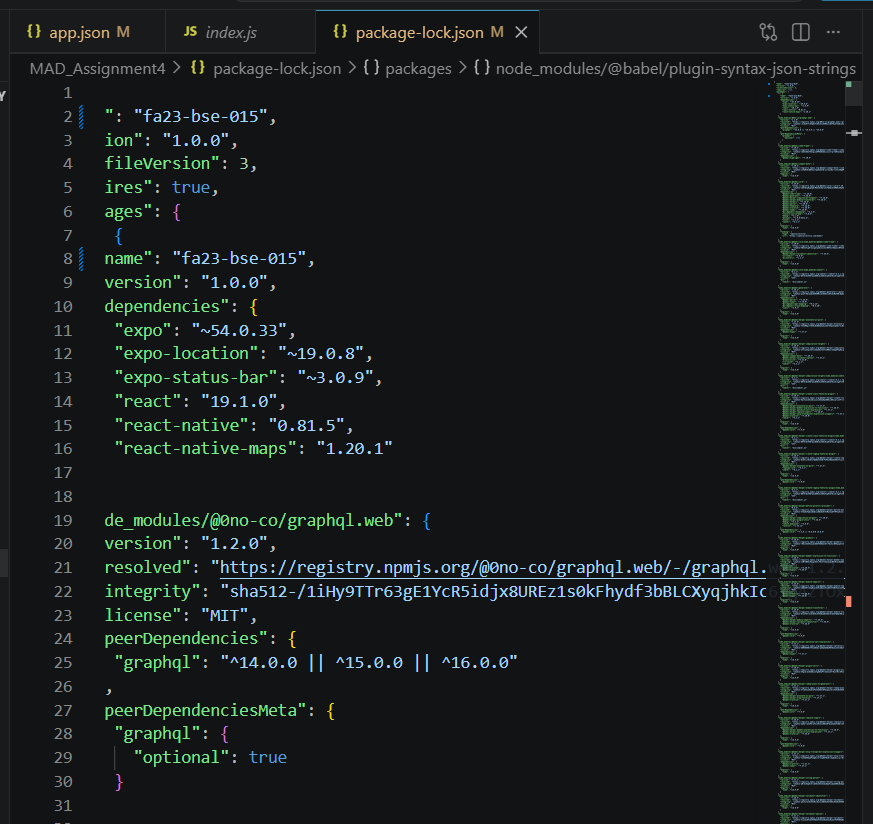 {} app.json M
JS index.js
{} package-lock.json M ×
MAD_Assignment4 > {} package-lock.json > {} packages > {} node_modules/@babel/plugin-syntax-json-strings
1
2 ": "fa23-bse-015",
3 ion": "1.0.0",
4 fileVersion": 3,
5 ires": true,
6 ages": {
7 {
8 name": "fa23-bse-015",
9 version": "1.0.0",
10 dependencies": {
11 "expo": "~54.0.33",
12 "expo-location": "~19.0.8",
13 "expo-status-bar": "~3.0.9",
14 "react": "19.1.0",
15 "react-native": "0.81.5",
16 "react-native-maps": "1.20.1"
17
18
19 de_modules/@0no-co/graphql.web": {
20 version": "1.2.0",
21 resolved": "https://registry.npmjs.org/@0no-co/graphql.web/-/graphql.
22 integrity": "sha512-/1iHy9TTr63gE1YcR5idjx8UREz1s0kFhydf3bBLCXyqjhkIc
23 license": "MIT",
24 peerDependencies": {
25 "graphql": "^14.0.0 || ^15.0.0 || ^16.0.0"
26 ,
27 peerDependenciesMeta": {
28 "graphql": {
29 "optional": true
30 }
31